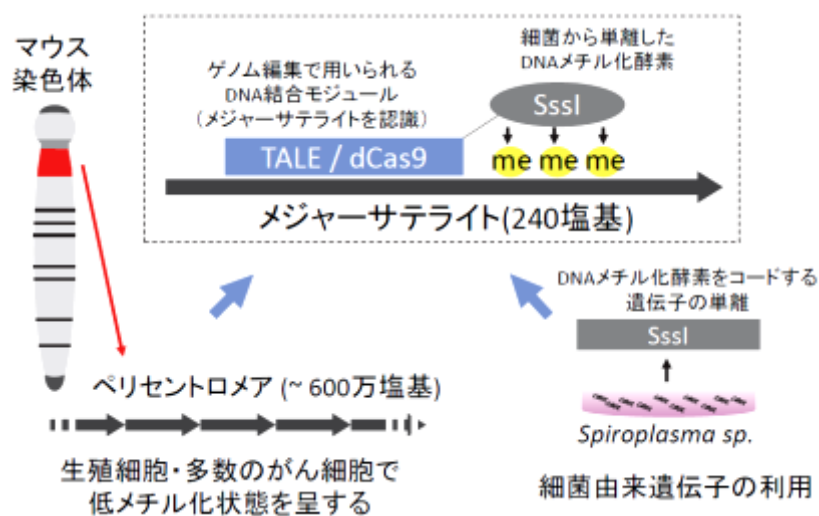 マウス
染色体
ゲノム編集で用いられる
DNA結合モジュール
(メジャーサテライトを認識)
細菌から単離した
DNAメチル化酵素
SssI
TALE / dCas9
me me me
メジャーサテライト(240塩基)
DNAメチル化酵素をコードする
遺伝子の単離
SssI
ペリセントロメア (~ 600万塩基)
Spiroplasma sp.
生殖細胞・多数のがん細胞で
低メチル化状態を呈する
細菌由来遺伝子の利用